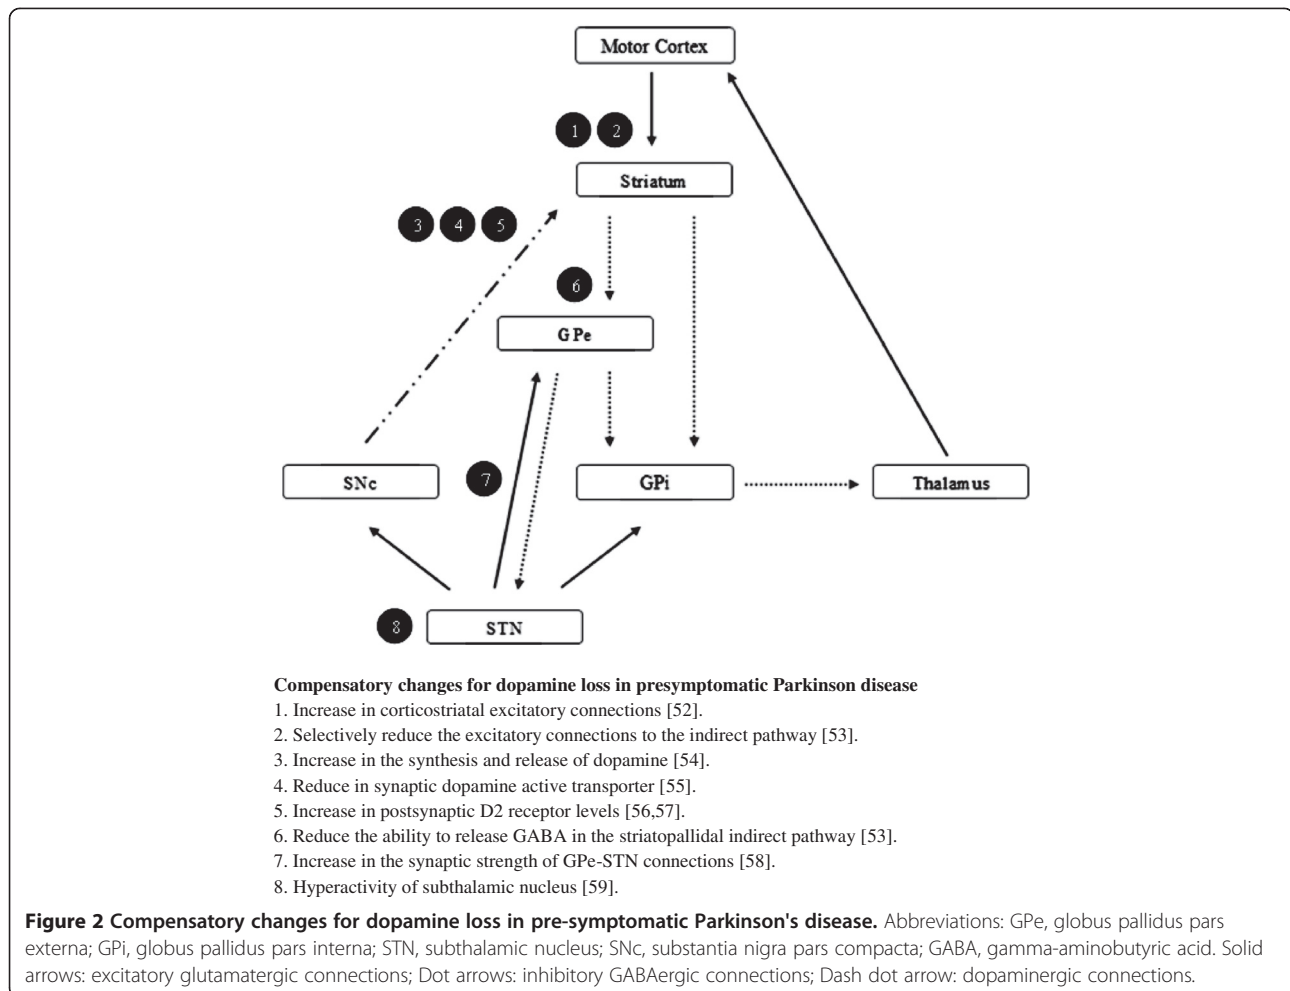 Motor Cortex
1 2
Striatum
3 4 5
6
GPe
SNc
7
GPi
Thalamus
8
STN
Compensatory changes for dopamine loss in presymptomatic Parkinson disease
1. Increase in corticostriatal excitatory connections [52].
2. Selectively reduce the excitatory connections to the indirect pathway [53].
3. Increase in the synthesis and release of dopamine [54].
4. Reduce in synaptic dopamine active transporter [55].
5. Increase in postsynaptic D2 receptor levels [56,57].
6. Reduce the ability to release GABA in the striatopallidal indirect pathway [53].
7. Increase in the synaptic strength of GPe-STN connections [58].
8. Hyperactivity of subthalamic nucleus [59].
Figure 2 Compensatory changes for dopamine loss in pre-symptomatic Parkinson's disease. Abbreviations: GPe, globus pallidus pars
externa; GPi, globus pallidus pars interna; STN, subthalamic nucleus; SNc, substantia nigra pars compacta; GABA, gamma-aminobutyric acid. Solid
arrows: excitatory glutamatergic connections; Dot arrows: inhibitory GABAergic connections; Dash dot arrow: dopaminergic connections.